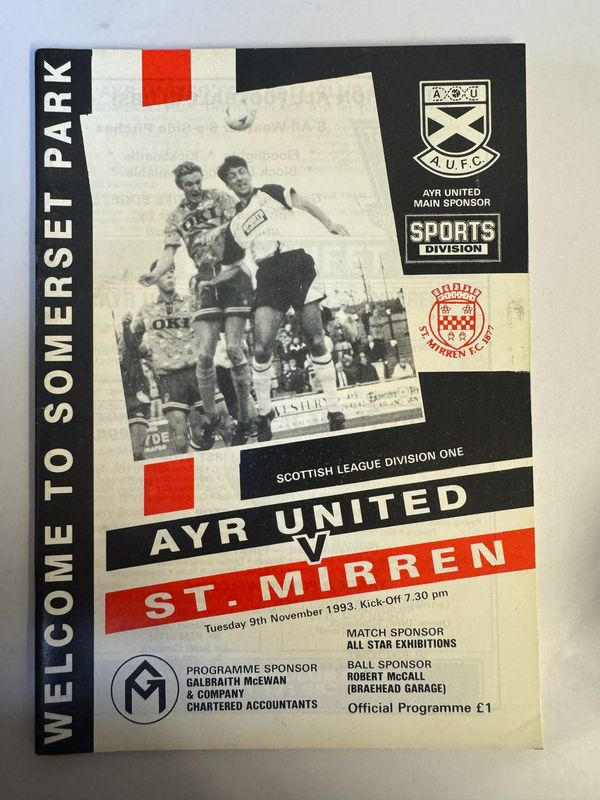 WELCOME TO SOMERSET PARK
A U
A.U.F.C.
AYR UNITED
MAIN SPONSOR
SPORTS
DIVISION
ST. MIRREN F.C. 1877
OKI
OKI
SCOTTISH LEAGUE DIVISION ONE
AYR UNITED
V
ST. MIRREN
Tuesday 9th November 1993. Kick-Off 7.30 pm
MATCH SPONSOR
ALL STAR EXHIBITIONS
PROGRAMME SPONSOR
GALBRAITH McEWAN
& COMPANY
CHARTERED ACCOUNTANTS
BALL SPONSOR
ROBERT McCALL
(BRAEHEAD GARAGE)
Official Programme £1